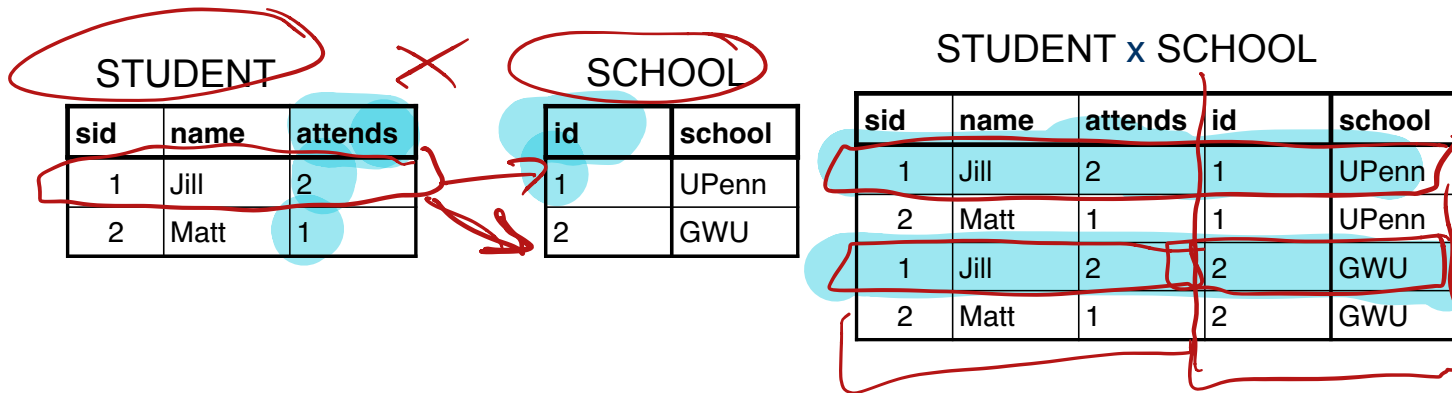 STUDENT
SCHOOL
STUDENT x SCHOOL
sid name attends
1 Jill 2
2 Matt 1
id school
1 UPenn
2 GWU
sid name attends id school
1 Jill 2 1 UPenn
2 Matt 1 1 UPenn
1 Jill 2 2 GWU
2 Matt 1 2 GWU